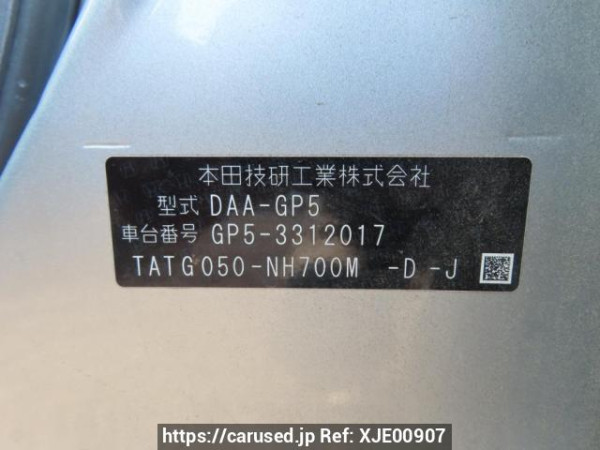 本田技研工業株式会社
型式 DAA-GP5
車台番号 GP5-3312017
TATG050-NH700M -D -J
https://carused.jp Ref: XJE00907